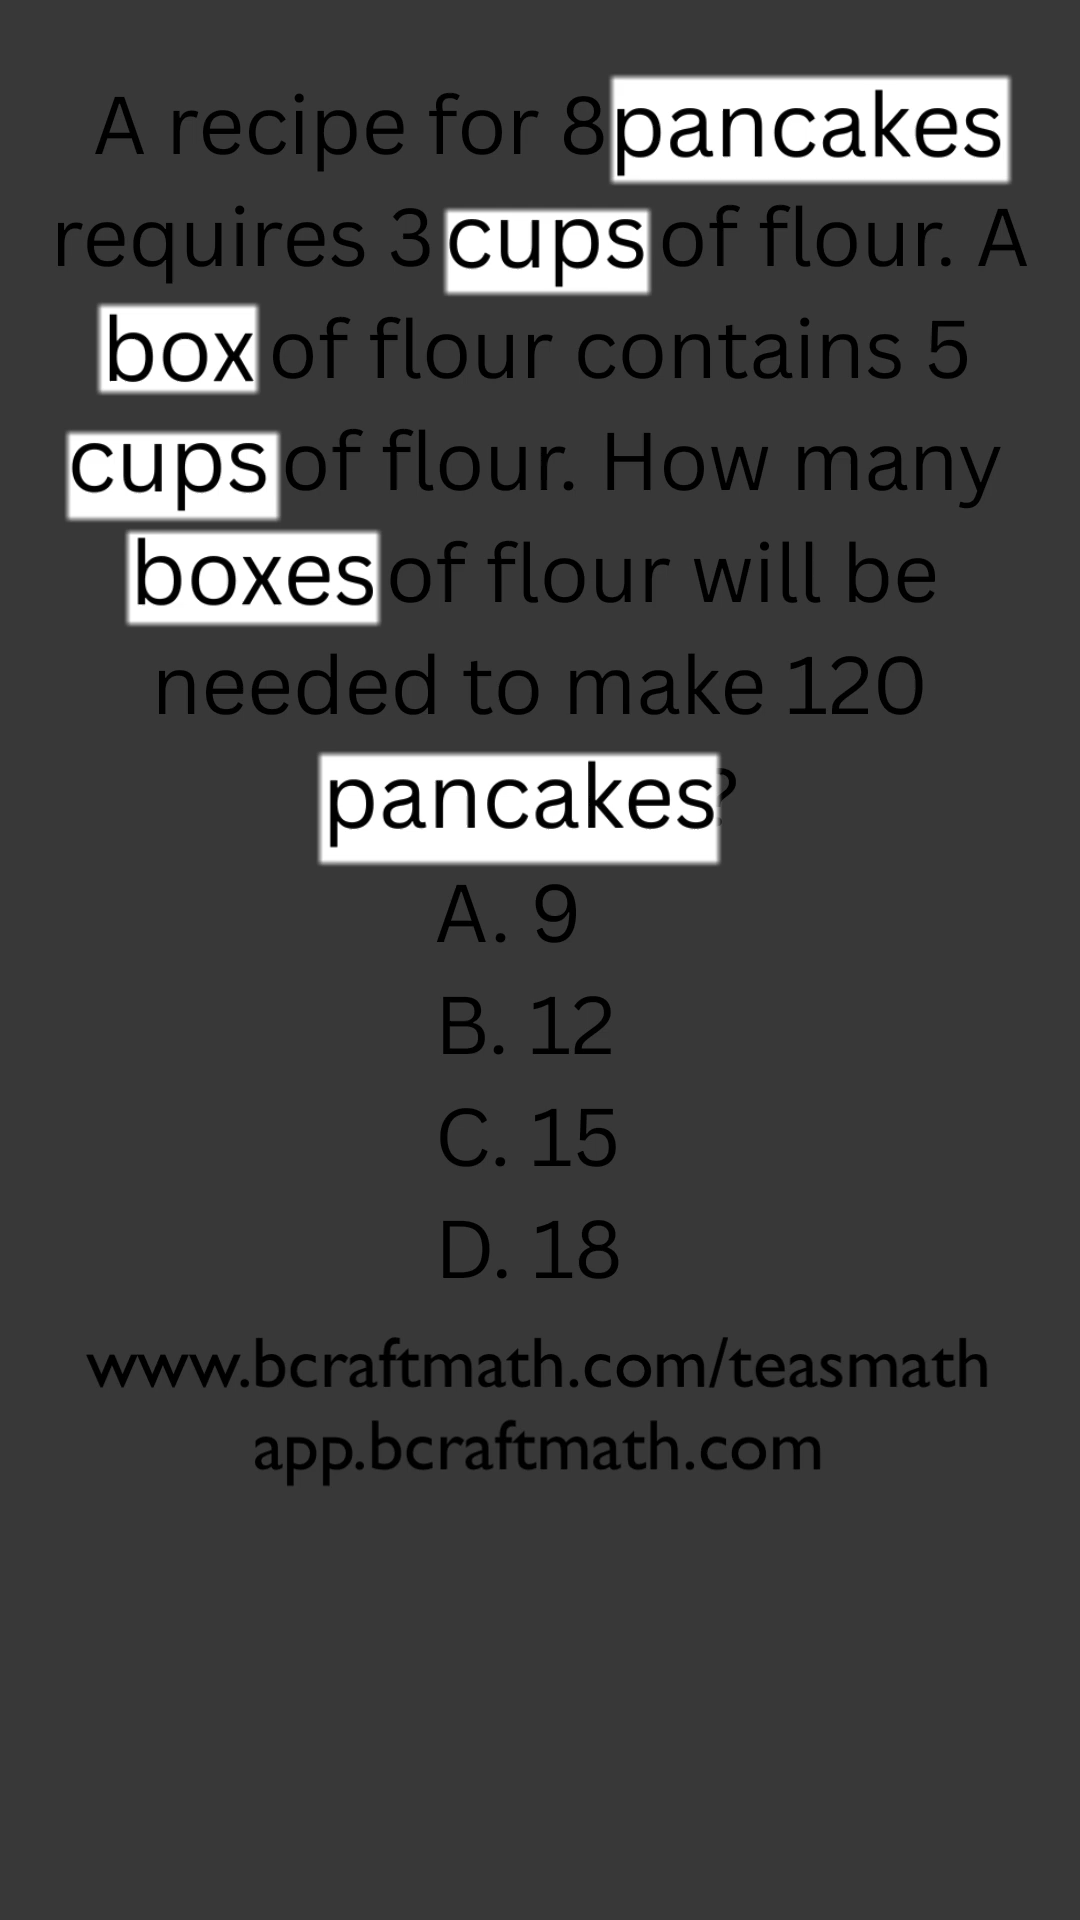 A recipe for 8 pancakes
requires 3 cups of flour. A
box of flour contains 5
cups of flour. How many
boxes of flour will be
needed to make 120
pancakes?
A. 9
B. 12
C. 15
D. 18
www.bcraftmath.com/teasmath
app.bcraftmath.com